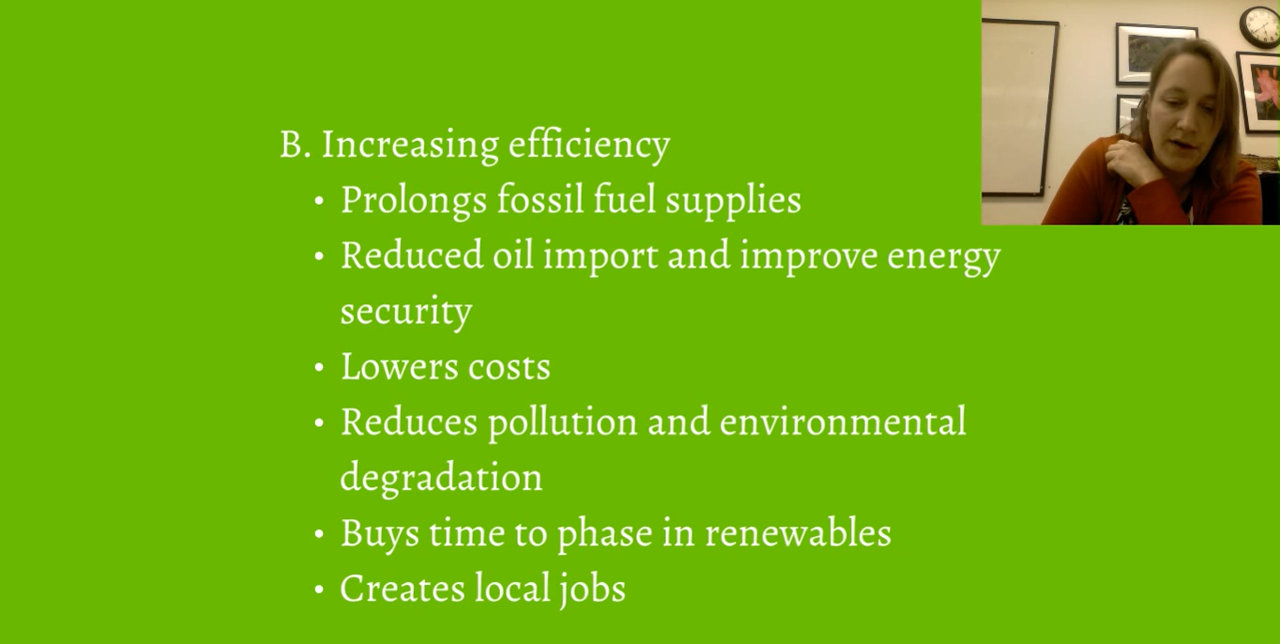 B. Increasing efficiency
• Prolongs fossil fuel supplies
• Reduced oil import and improve energy
security
• Lowers costs
• Reduces pollution and environmental
degradation
• Buys time to phase in renewables
• Creates local jobs